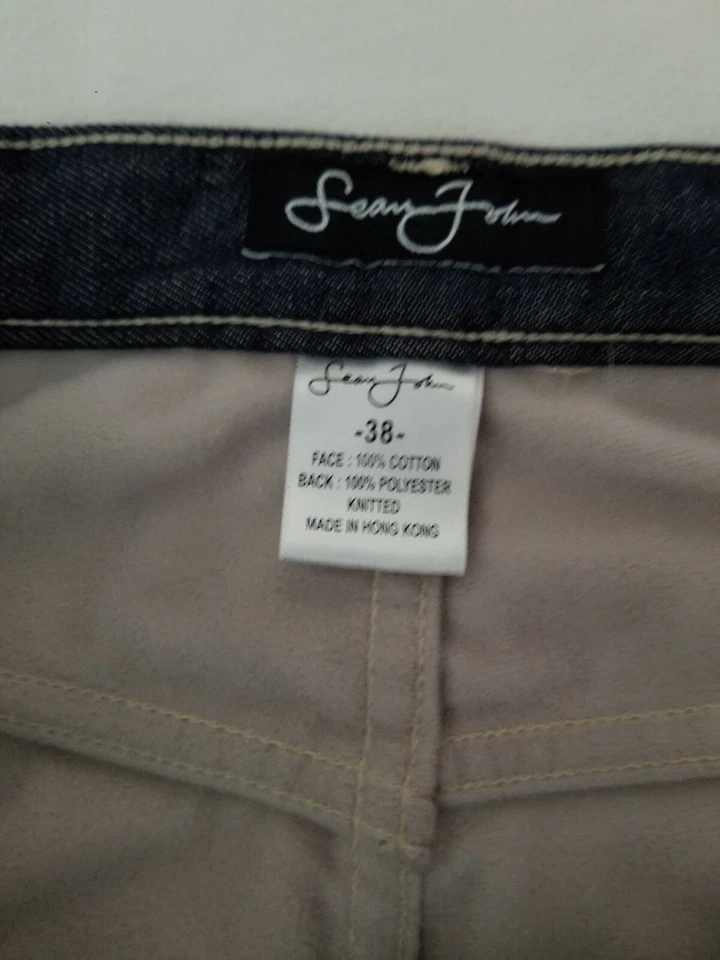 Sean John
Sean John
-38-
FACE : 100% COTTON
BACK : 100% POLYESTER
KNITTED
MADE IN HONG KONG